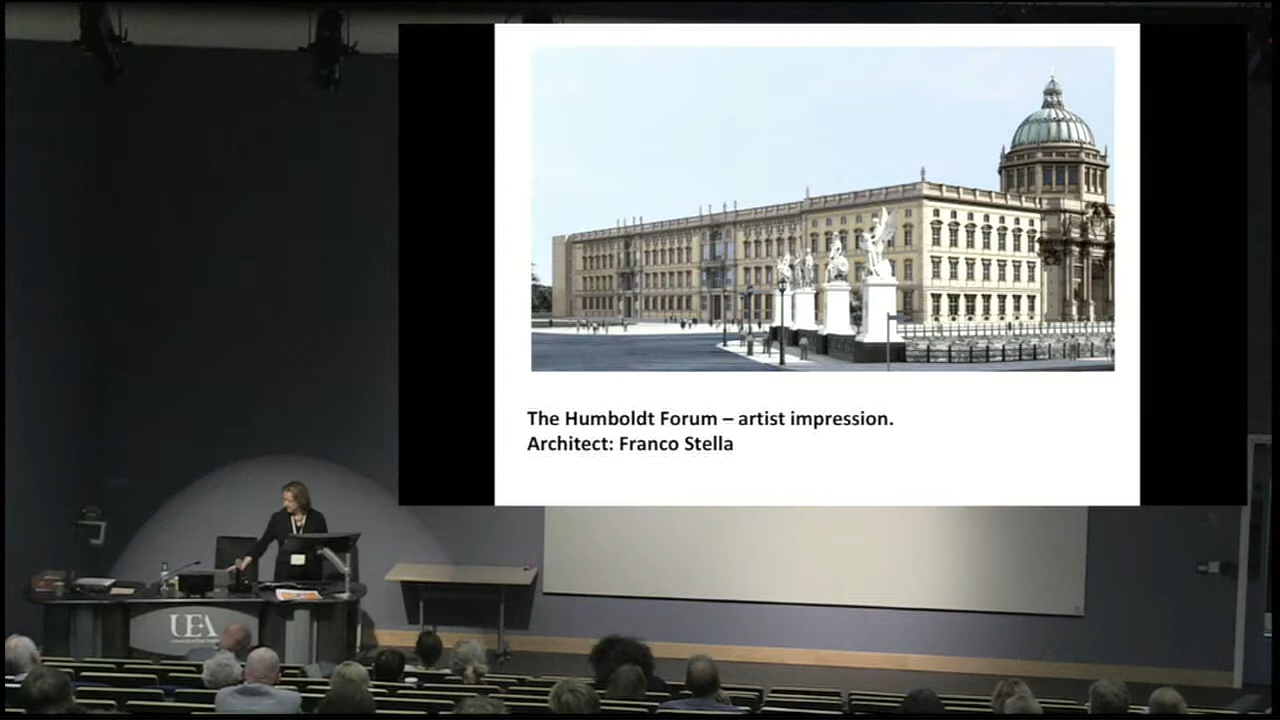 The Humboldt Forum – artist impression.
Architect: Franco Stella
UEA